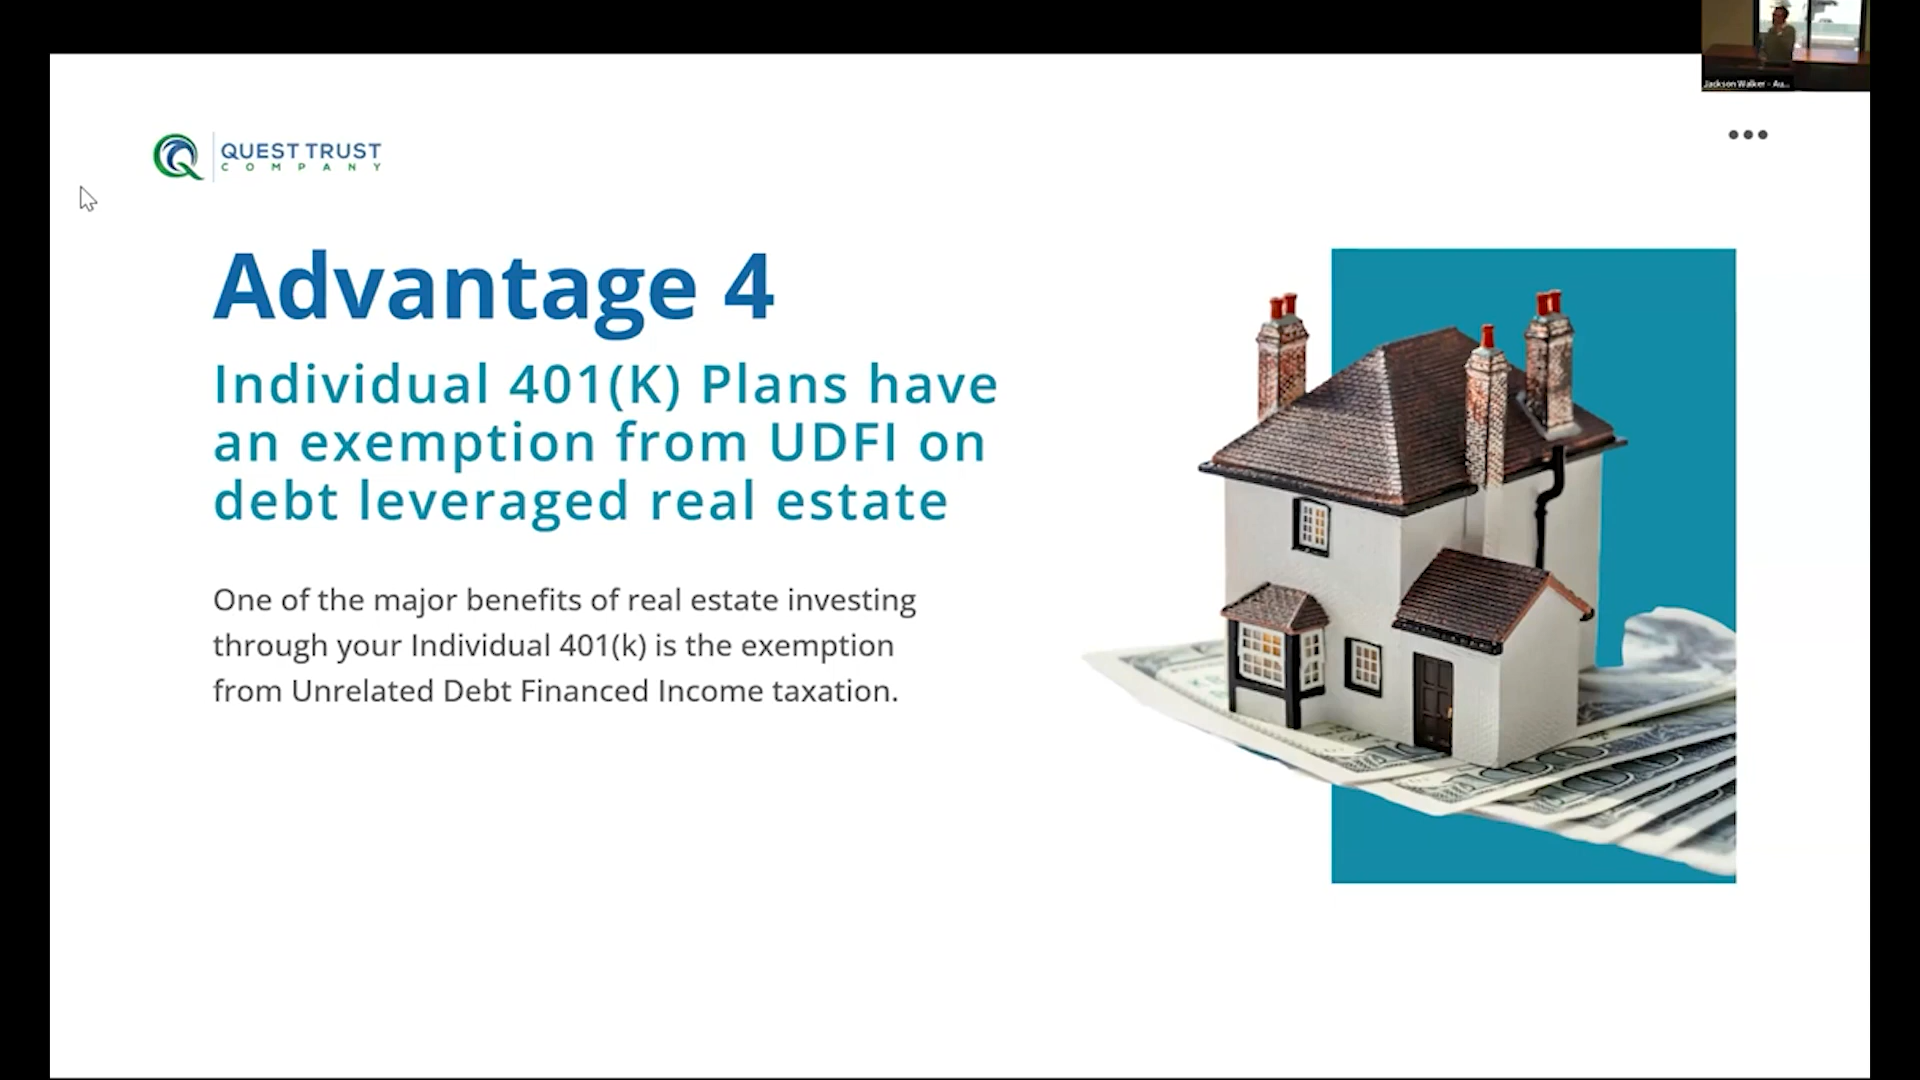 Jackson Walker - Au...
QUEST TRUST
COMPANY
Advantage 4
Individual 401(K) Plans have
an exemption from UDFI on
debt leveraged real estate
One of the major benefits of real estate investing
through your Individual 401(k) is the exemption
from Unrelated Debt Financed Income taxation.